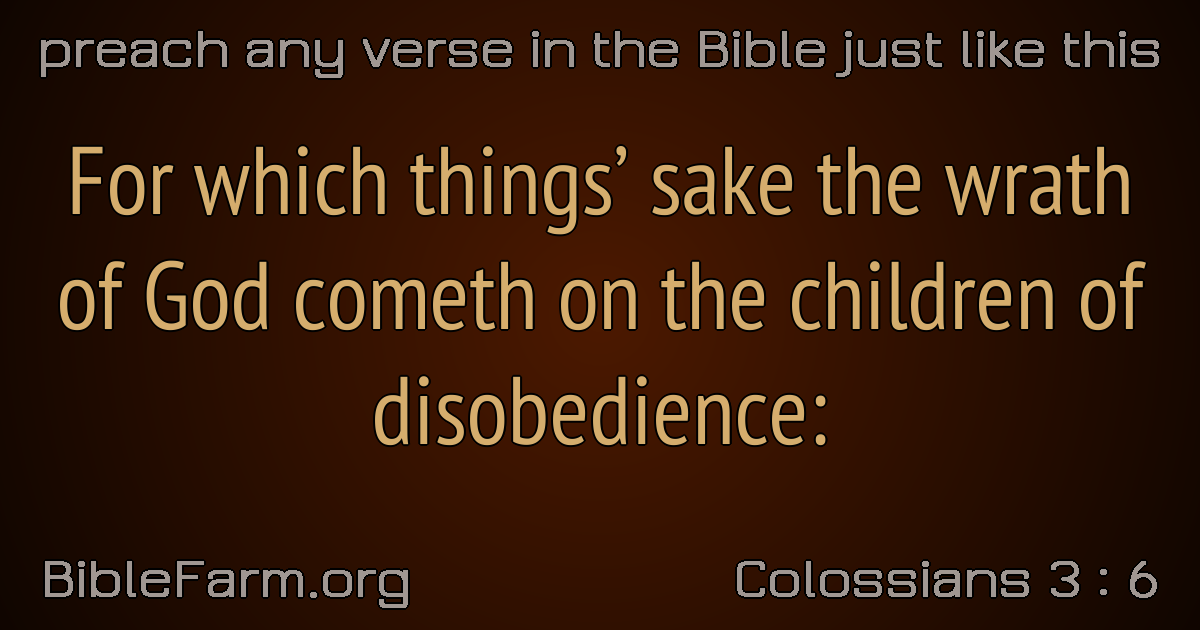 preach any verse in the Bible just like this
For which things’ sake the wrath
of God cometh on the children of
disobedience:
BibleFarm.org
Colossians 3 : 6